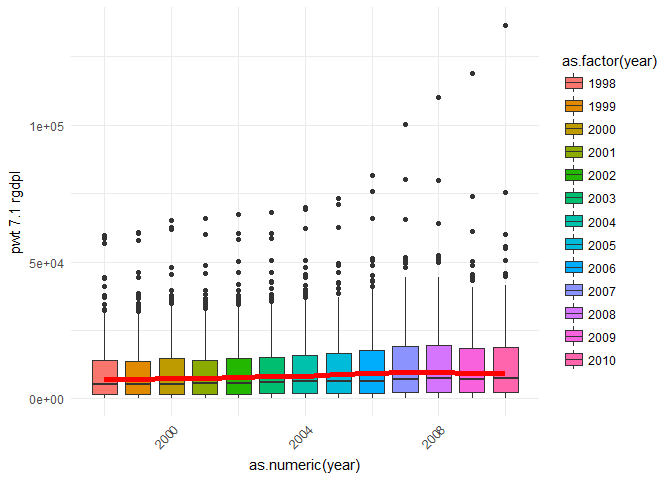 pwt 7.1 rgdpl
1e+05
5e+04
0e+00
2000
2004
2008
as.numeric(year)
as.factor(year)
1998
1999
2000
2001
2002
2003
2004
2005
2006
2007
2008
2009
2010